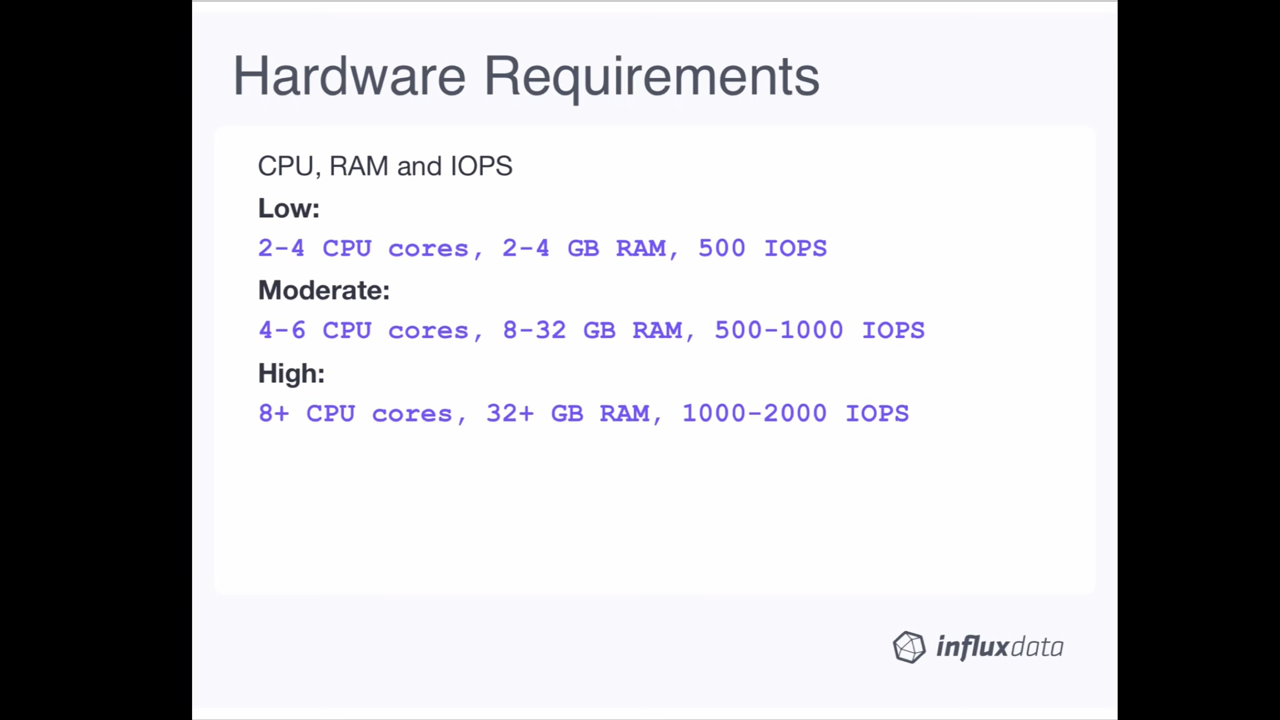 Hardware Requirements
CPU, RAM and IOPS
Low:
2-4 CPU cores, 2-4 GB RAM, 500 IOPS
Moderate:
4-6 CPU cores, 8-32 GB RAM, 500-1000 IOPS
High:
8+ CPU cores, 32+ GB RAM, 1000-2000 IOPS
influxdata